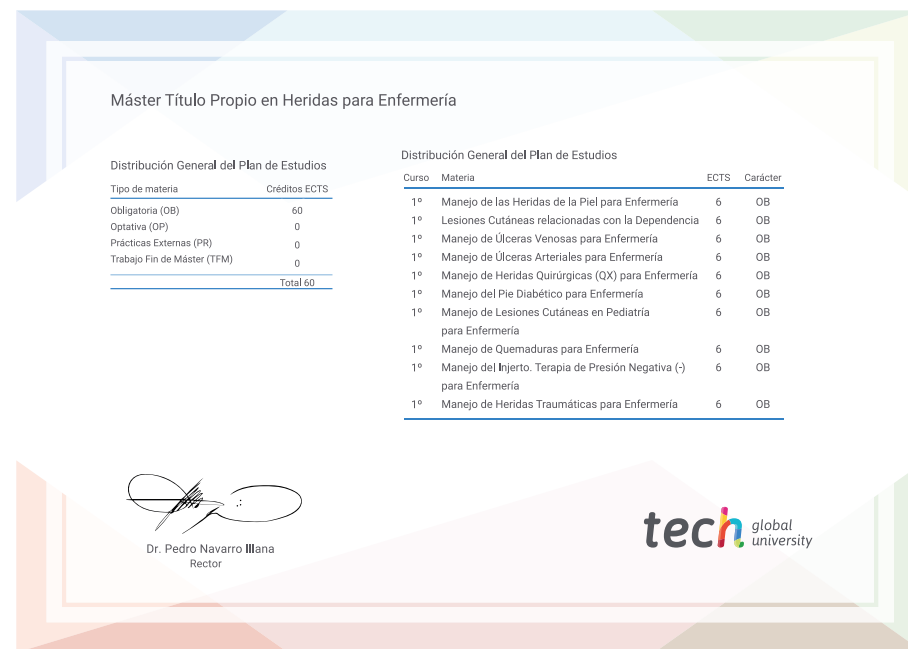 Máster Título Propio en Heridas para Enfermería
Distribución General del Plan de Estudios
Tipo de materia Créditos ECTS
Obligatoria (OB) 60
Optativa (OP) 0
Prácticas Externas (PR) 0
Trabajo Fin de Máster (TFM) 0
Total 60
Distribución General del Plan de Estudios
Curso Materia ECTS Carácter
1º Manejo de las Heridas de la Piel para Enfermería 6 OB
1º Lesiones Cutáneas relacionadas con la Dependencia 6 OB
1º Manejo de Úlceras Venosas para Enfermería 6 OB
1º Manejo de Úlceras Arteriales para Enfermería 6 OB
1º Manejo de Heridas Quirúrgicas (QX) para Enfermería 6 OB
1º Manejo del Pie Diabético para Enfermería 6 OB
1º Manejo de Lesiones Cutáneas en Pediatría 6 OB
para Enfermería
1º Manejo de Quemaduras para Enfermería 6 OB
1º Manejo del Injerto. Terapia de Presión Negativa (-) 6 OB
para Enfermería
1º Manejo de Heridas Traumáticas para Enfermería 6 OB
Dr. Pedro Navarro Illana
Rector
tech global
university